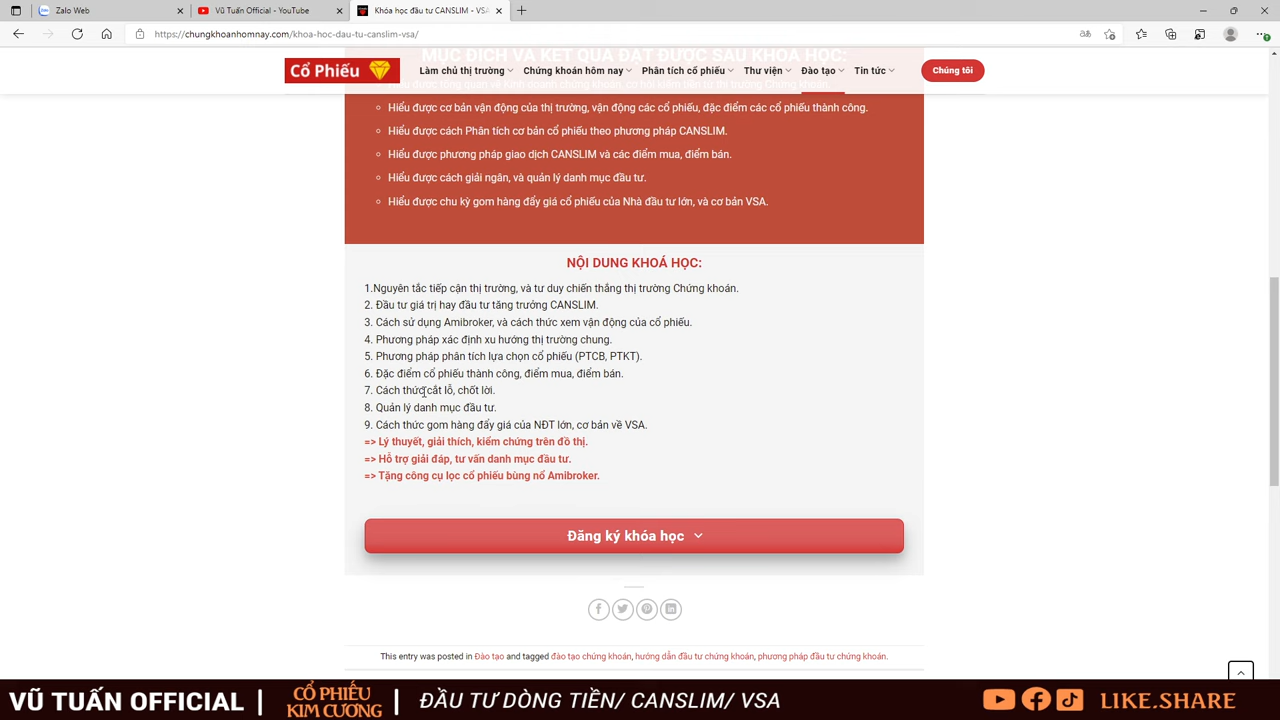 Zalo Web
Vũ Tuấn Official - YouTube
Khóa học đầu tư CANSLIM - VSA
https://chungkhoanhomnay.com/khoa-hoc-dau-tu-canslim-vsa/
MỤC ĐÍCH VÀ KẾT QUẢ ĐẠT ĐƯỢC SAU KHÓA HỌC:
Cổ Phiếu
Làm chủ thị trường
Chứng khoán hôm nay
Phân tích cổ phiếu
Thư viện
Đào tạo
Tin tức
Chúng tôi
Hiểu được cơ bản vận động của thị trường, vận động các cổ phiếu, đặc điểm các cổ phiếu thành công.
Hiểu được cách Phân tích cơ bản cổ phiếu theo phương pháp CANSLIM.
Hiểu được phương pháp giao dịch CANSLIM và các điểm mua, điểm bán.
Hiểu được cách giải ngân, và quản lý danh mục đầu tư.
Hiểu được chu kỳ gom hàng đẩy giá cổ phiếu của Nhà đầu tư lớn, và cơ bản VSA.
NỘI DUNG KHOÁ HỌC:
1.Nguyên tắc tiếp cận thị trường, và tư duy chiến thắng thị trường Chứng khoán.
2. Đầu tư giá trị hay đầu tư tăng trưởng CANSLIM.
3. Cách sử dụng Amibroker, và cách thức xem vận động của cổ phiếu.
4. Phương pháp xác định xu hướng thị trường chung.
5. Phương pháp phân tích lựa chọn cổ phiếu (PTCB, PTKT).
6. Đặc điểm cổ phiếu thành công, điểm mua, điểm bán.
7. Cách thức cắt lỗ, chốt lời.
8. Quản lý danh mục đầu tư.
9. Cách thức gom hàng đẩy giá của NĐT lớn, cơ bản về VSA.
=> Lý thuyết, giải thích, kiểm chứng trên đồ thị.
=> Hỗ trợ giải đáp, tư vấn danh mục đầu tư.
=> Tặng công cụ lọc cổ phiếu bùng nổ Amibroker.
Đăng ký khóa học
This entry was posted in Đào tạo and tagged đào tạo chứng khoán, hướng dẫn đầu tư chứng khoán, phương pháp đầu tư chứng khoán.
VŨ TUẤN OFFICIAL |
CỔ PHIẾU
KIM CƯƠNG
| ĐẦU TƯ DÒNG TIỀN/ CANSLIM/ VSA
LIKE.SHARE